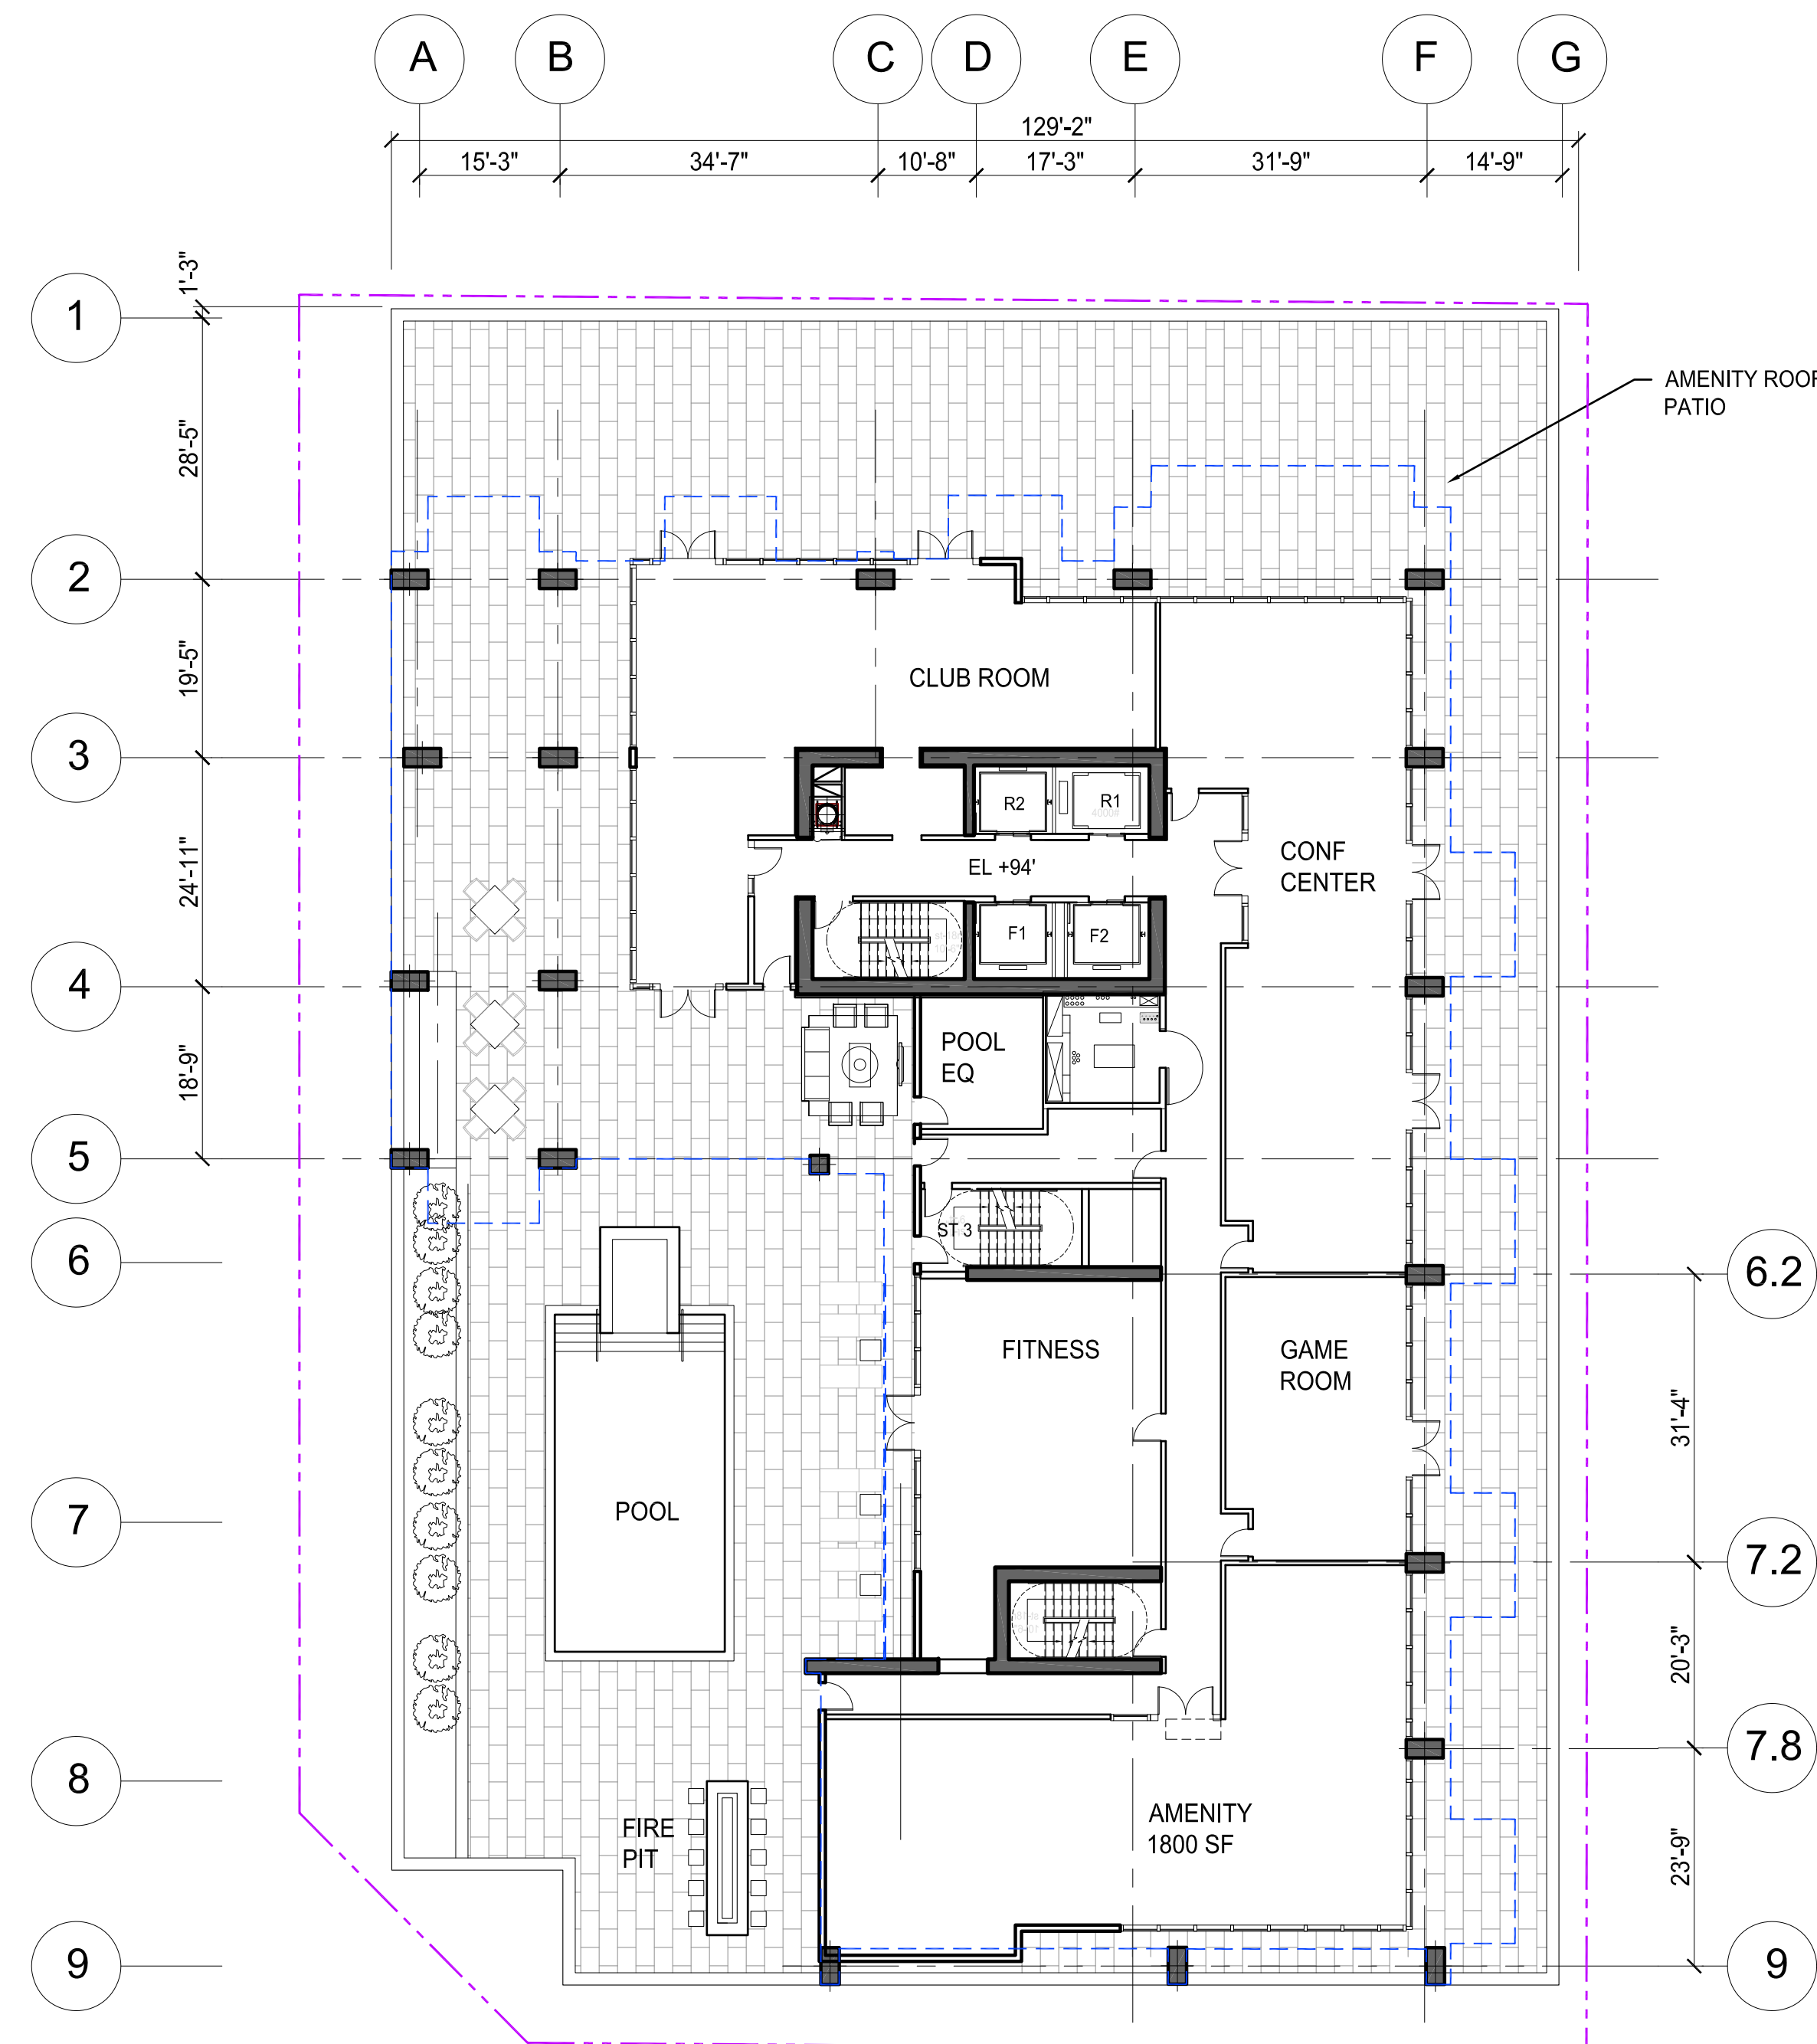 A B C D E F G
129'-2"
15'-3" 34'-7" 10'-8" 17'-3" 31'-9" 14'-9"
1'-3"
1
28'-5"
AMENITY ROOF
PATIO
2
19'-5"
CLUB ROOM
3
R2 R1
4000#
24'-11"
EL +94'
CONF
CENTER
F1 F2
4
18'-9"
POOL
EQ
5
ST 3
6
6.2
FITNESS
GAME
ROOM
31'-4"
7
POOL
7.2
20'-3"
7.8
8
FIRE
PIT
AMENITY
1800 SF
23'-9"
9
9